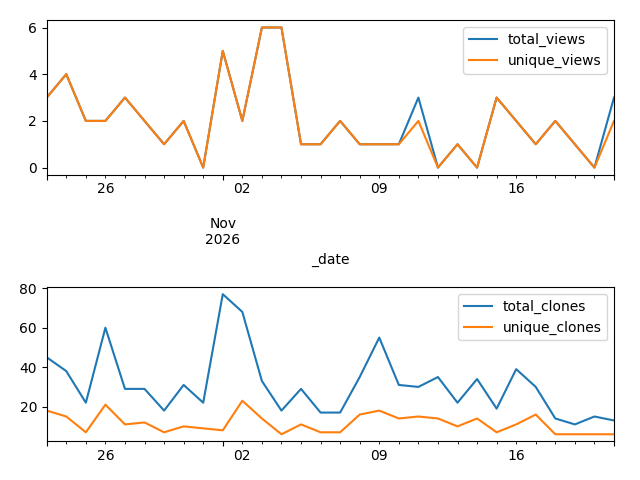 6
4
2
0
total_views
unique_views
26
02
09
16
Nov
2026
_date
80
60
40
20
total_clones
unique_clones
26
02
09
16